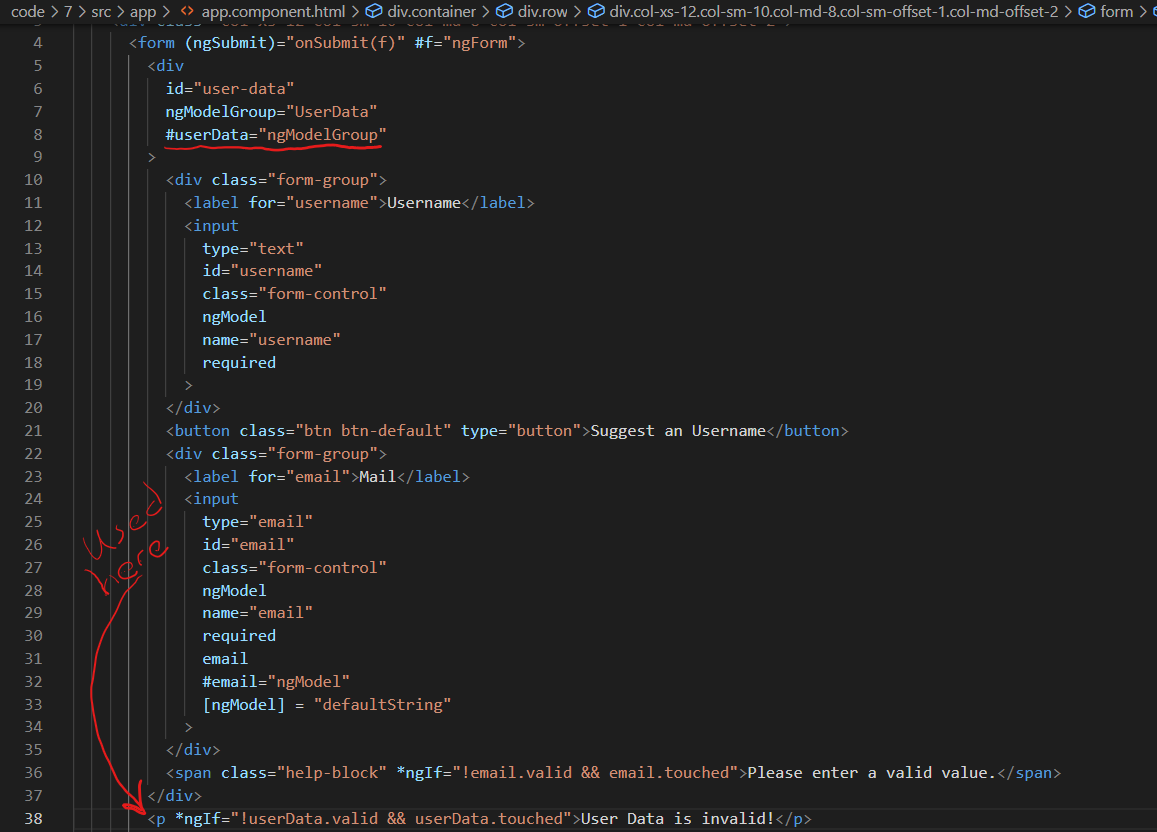 code > 7 > src > app > <> app.component.html > div.container > div.row > div.col-xs-12.col-sm-10.col-md-8.col-sm-offset-1.col-md-offset-2 > form >
4 <form (ngSubmit)="onSubmit(f)" #f="ngForm">
5 <div
6 id="user-data"
7 ngModelGroup="UserData"
8 #userData="ngModelGroup"
9 >
10 <div class="form-group">
11 <label for="username">Username</label>
12 <input
13 type="text"
14 id="username"
15 class="form-control"
16 ngModel
17 name="username"
18 required
19 >
20 </div>
21 <button class="btn btn-default" type="button">Suggest an Username</button>
22 <div class="form-group">
23 <label for="email">Mail</label>
24 <input
25 type="email"
26 id="email"
27 class="form-control"
28 ngModel
29 name="email"
30 required
31 email
32 #email="ngModel"
33 [ngModel] = "defaultString"
34 >
35 </div>
36 <span class="help-block" *ngIf="!email.valid && email.touched">Please enter a valid value.</span>
37 </div>
38 <p *ngIf="!userData.valid && userData.touched">User Data is invalid!</p>
Used
Here